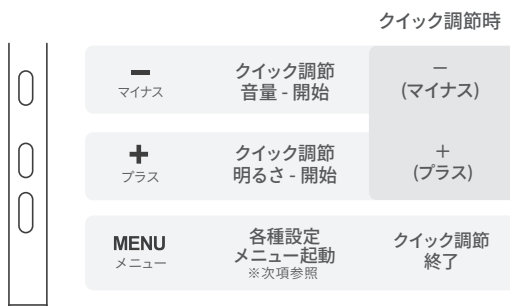 クイック調節時
ー
マイナス
クイック調節
音量 - 開始
－
(マイナス)
+
プラス
クイック調節
明るさ - 開始
＋
(プラス)
MENU
メニュー
各種設定
メニュー起動
※次項参照
クイック調節
終了